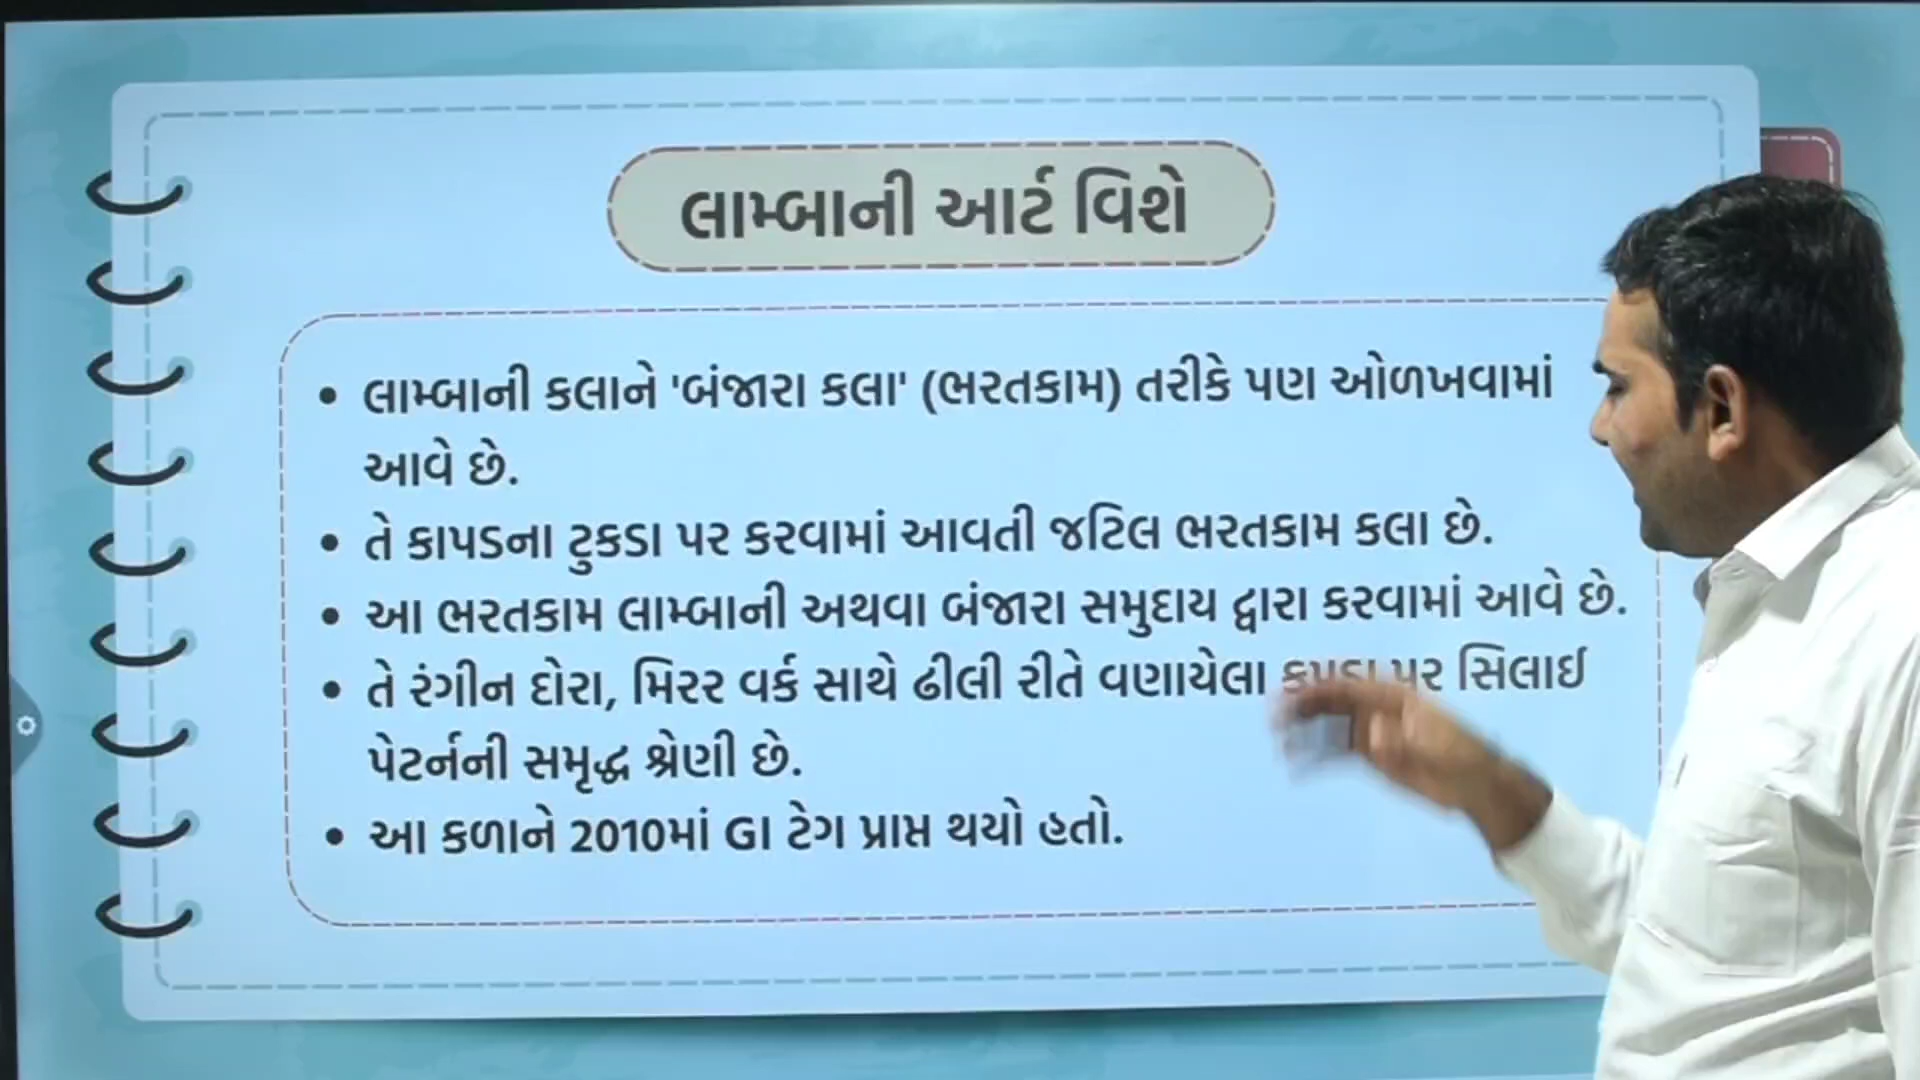 લામ્બાની આર્ટ વિશે
• લામ્બાની કલાને 'બંજારા કલા' (ભરતકામ) તરીકે પણ ઓળખવામાં
આવે છે.
• તે કાપડના ટુકડા પર કરવામાં આવતી જટિલ ભરતકામ કલા છે.
• આ ભરતકામ લામ્બાની અથવા બંજારા સમુદાય દ્વારા કરવામાં આવે છે.
• તે રંગીન દોરા, મિરર વર્ક સાથે ઢીલી રીતે વણાયેલા પર સિલાઈ
પેટર્નની સમૃદ્ધ શ્રેણી છે.
• આ કળાને 2010માં GI ટેગ પ્રાપ્ત થયો હતો.